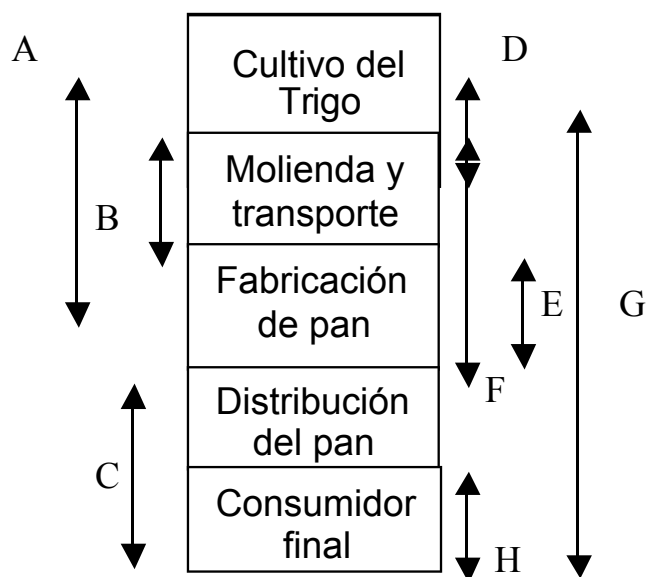 A
D
Cultivo del
Trigo
Molienda y
transporte
B
Fabricación
de pan
E
G
F
Distribución
del pan
C
Consumidor
final
H